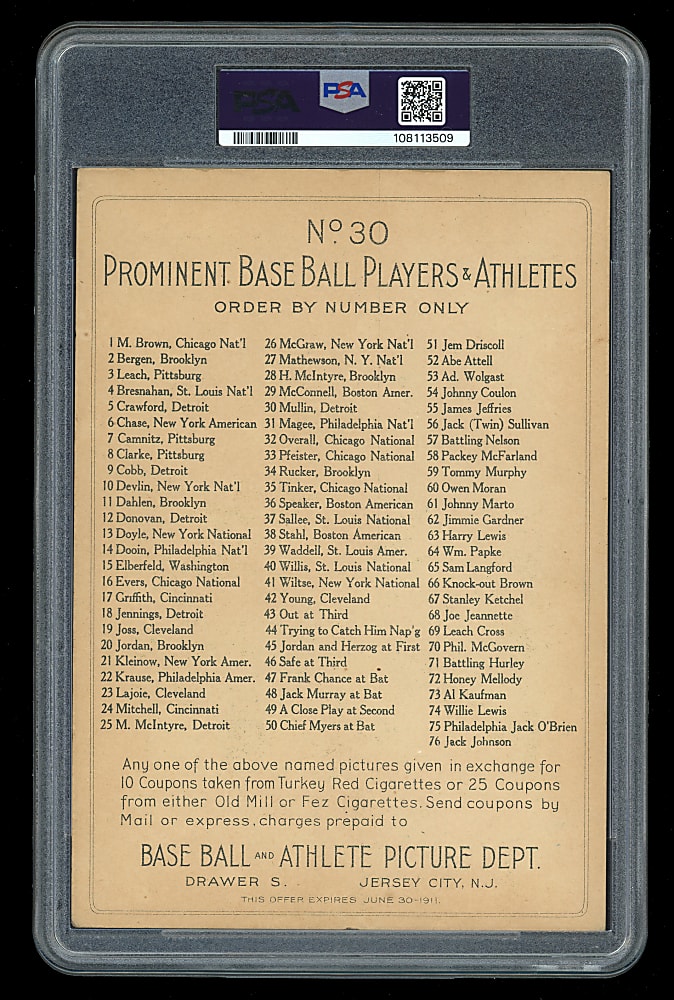 PSA
PSA
108113509
Nº 30
PROMINENT BASE BALL PLAYERS & ATHLETES
ORDER BY NUMBER ONLY
1 M. Brown, Chicago Nat'l
2 Bergen, Brooklyn
3 Leach, Pittsburg
4 Bresnahan, St. Louis Nat'l
5 Crawford, Detroit
6 Chase, New York American
7 Camnitz, Pittsburg
8 Clarke, Pittsburg
9 Cobb, Detroit
10 Devlin, New York Nat'l
11 Dahlen, Brooklyn
12 Donovan, Detroit
13 Doyle, New York National
14 Dooin, Philadelphia Nat'l
15 Elberfeld, Washington
16 Evers, Chicago National
17 Griffith, Cincinnati
18 Jennings, Detroit
19 Joss, Cleveland
20 Jordan, Brooklyn
21 Kleinow, New York Amer.
22 Krause, Philadelphia Amer.
23 Lajoie, Cleveland
24 Mitchell, Cincinnati
25 M. McIntyre, Detroit
26 McGraw, New York Nat'l
27 Mathewson, N. Y. Nat'l
28 H. McIntyre, Brooklyn
29 McConnell, Boston Amer.
30 Mullin, Detroit
31 Magee, Philadelphia Nat'l
32 Overall, Chicago National
33 Pfeister, Chicago National
34 Rucker, Brooklyn
35 Tinker, Chicago National
36 Speaker, Boston American
37 Sallee, St. Louis National
38 Stahl, Boston American
39 Waddell, St. Louis Amer.
40 Willis, St. Louis National
41 Wiltse, New York National
42 Young, Cleveland
43 Out at Third
44 Trying to Catch Him Nap'g
45 Jordan and Herzog at First
46 Safe at Third
47 Frank Chance at Bat
48 Jack Murray at Bat
49 A Close Play at Second
50 Chief Myers at Bat
51 Jem Driscoll
52 Abe Attell
53 Ad. Wolgast
54 Johnny Coulon
55 James Jeffries
56 Jack (Twin) Sullivan
57 Battling Nelson
58 Packey McFarland
59 Tommy Murphy
60 Owen Moran
61 Johnny Marto
62 Jimmie Gardner
63 Harry Lewis
64 Wm. Papke
65 Sam Langford
66 Knock-out Brown
67 Stanley Ketchel
68 Joe Jeannette
69 Leach Cross
70 Phil. McGovern
71 Battling Hurley
72 Honey Mellody
73 Al Kaufman
74 Willie Lewis
75 Philadelphia Jack O'Brien
76 Jack Johnson
Any one of the above named pictures given in exchange for
10 Coupons taken from Turkey Red Cigarettes or 25 Coupons
from either Old Mill or Fez Cigarettes. Send coupons by
Mail or express, charges prepaid to
BASE BALL AND ATHLETE PICTURE DEPT.
DRAWER S. JERSEY CITY, N.J.
THIS OFFER EXPIRES JUNE 30-1911.